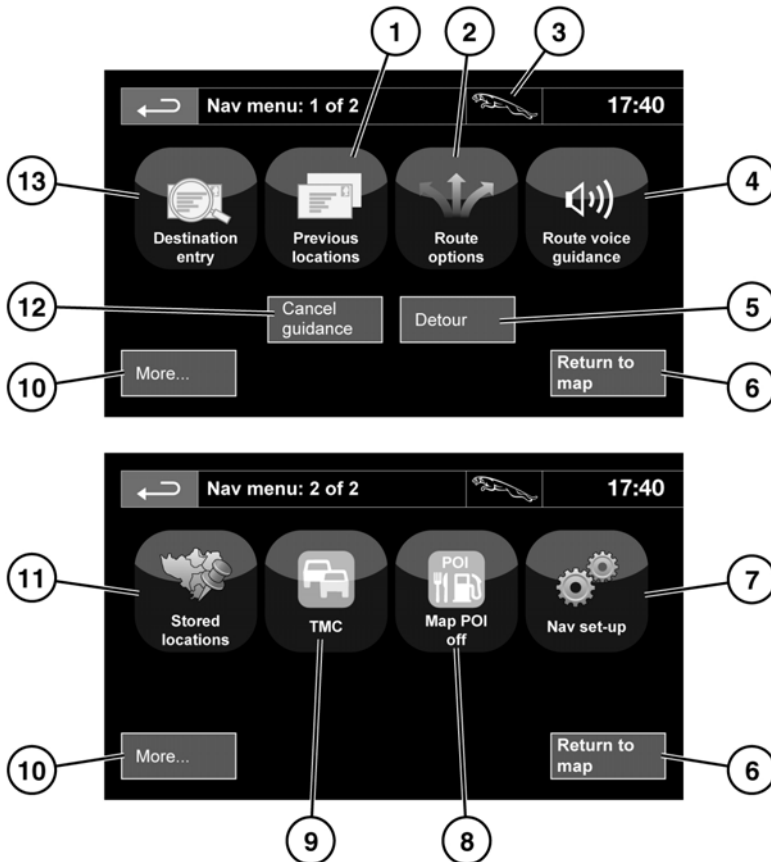 1
2
3
Nav menu: 1 of 2
17:40
13
4
Destination
entry
Previous
locations
Route
options
Route voice
guidance
12
Cancel
guidance
Detour
5
10
More...
Return to
map
6
Nav menu: 2 of 2
17:40
11
POI
7
Stored
locations
TMC
Map POI
off
Nav set-up
10
More...
Return to
map
6
9
8